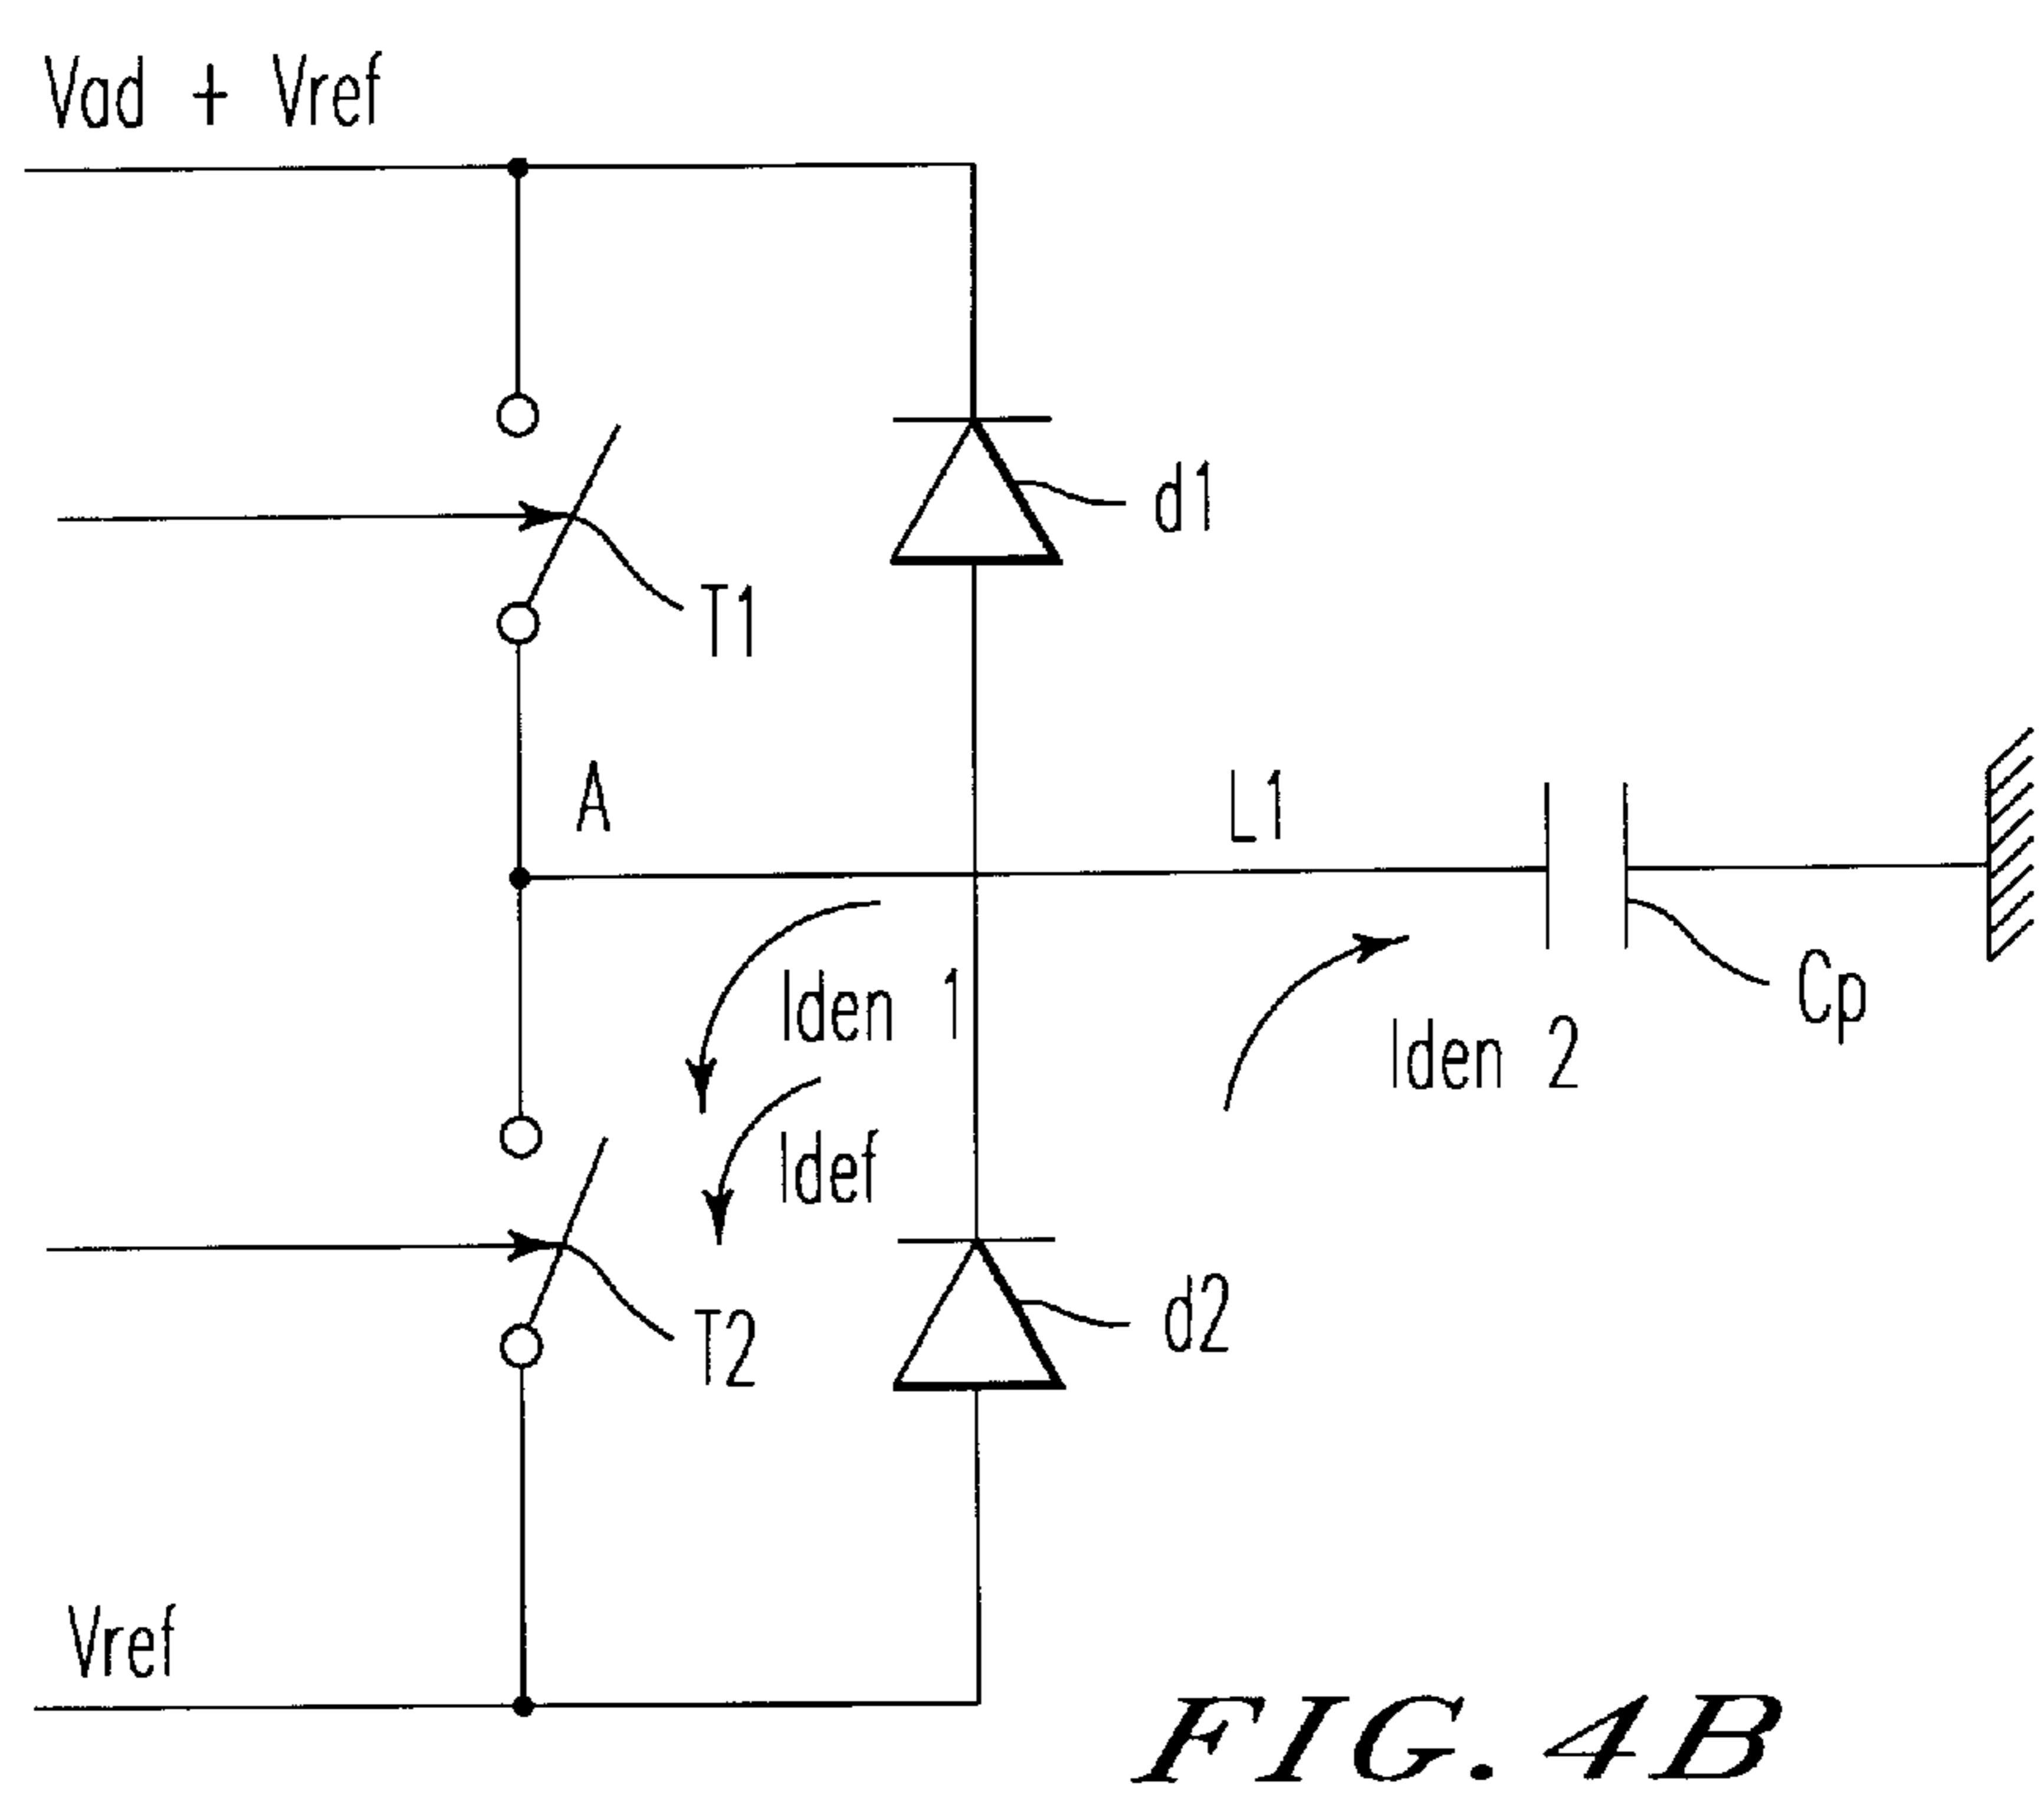 Vad + Vref
d1
T1
A
L1
Iden 1
Cp
Iden 2
Idef
d2
T2
Vref
FIG. 4B